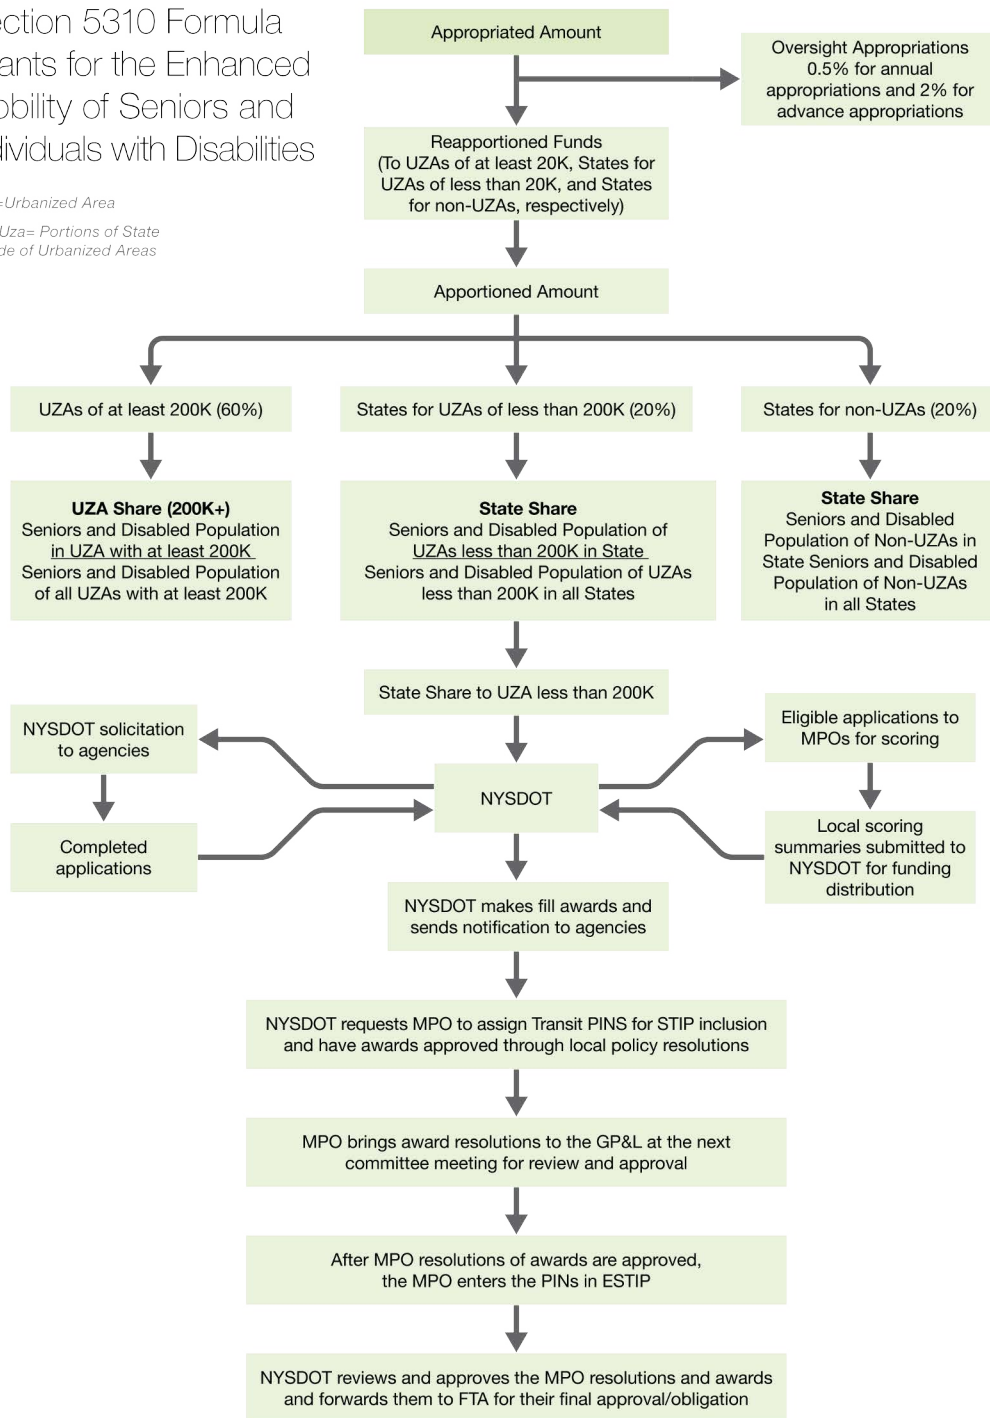 ection 5310 Formula
ants for the Enhanced
obility of Seniors and
dividuals with Disabilities
=Urbanized Area
Uza= Portions of State
de of Urbanized Areas
Appropriated Amount
Oversight Appropriations
0.5% for annual
appropriations and 2% for
advance appropriations
Reapportioned Funds
(To UZAs of at least 20K, States for
UZAs of less than 20K, and States
for non-UZAs, respectively)
Apportioned Amount
UZAs of at least 200K (60%)
States for UZAs of less than 200K (20%)
States for non-UZAs (20%)
UZA Share (200K+)
Seniors and Disabled Population
in UZA with at least 200K
Seniors and Disabled Population
of all UZAs with at least 200K
State Share
Seniors and Disabled Population of
UZAs less than 200K in State
Seniors and Disabled Population of UZAs
less than 200K in all States
State Share
Seniors and Disabled
Population of Non-UZAs in
State Seniors and Disabled
Population of Non-UZAs
in all States
State Share to UZA less than 200K
NYSDOT solicitation
to agencies
Eligible applications to
MPOs for scoring
NYSDOT
Completed
applications
Local scoring
summaries submitted to
NYSDOT for funding
distribution
NYSDOT makes fill awards and
sends notification to agencies
NYSDOT requests MPO to assign Transit PINS for STIP inclusion
and have awards approved through local policy resolutions
MPO brings award resolutions to the GP&L at the next
committee meeting for review and approval
After MPO resolutions of awards are approved,
the MPO enters the PINs in ESTIP
NYSDOT reviews and approves the MPO resolutions and awards
and forwards them to FTA for their final approval/obligation